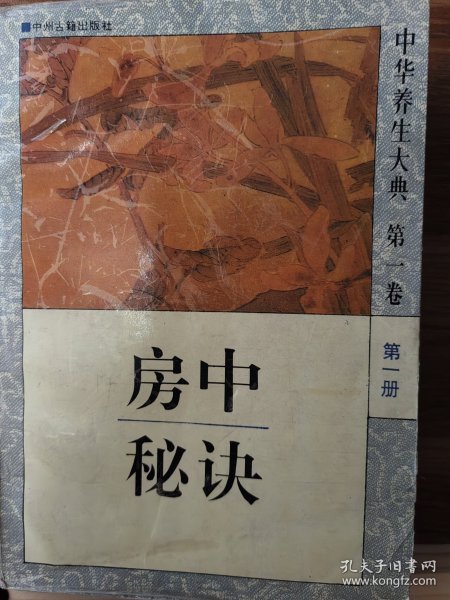 中州古籍出版社
中华养生大典 第一卷
第一册
房中
秘诀
孔夫子旧书网
www.kongfz.com